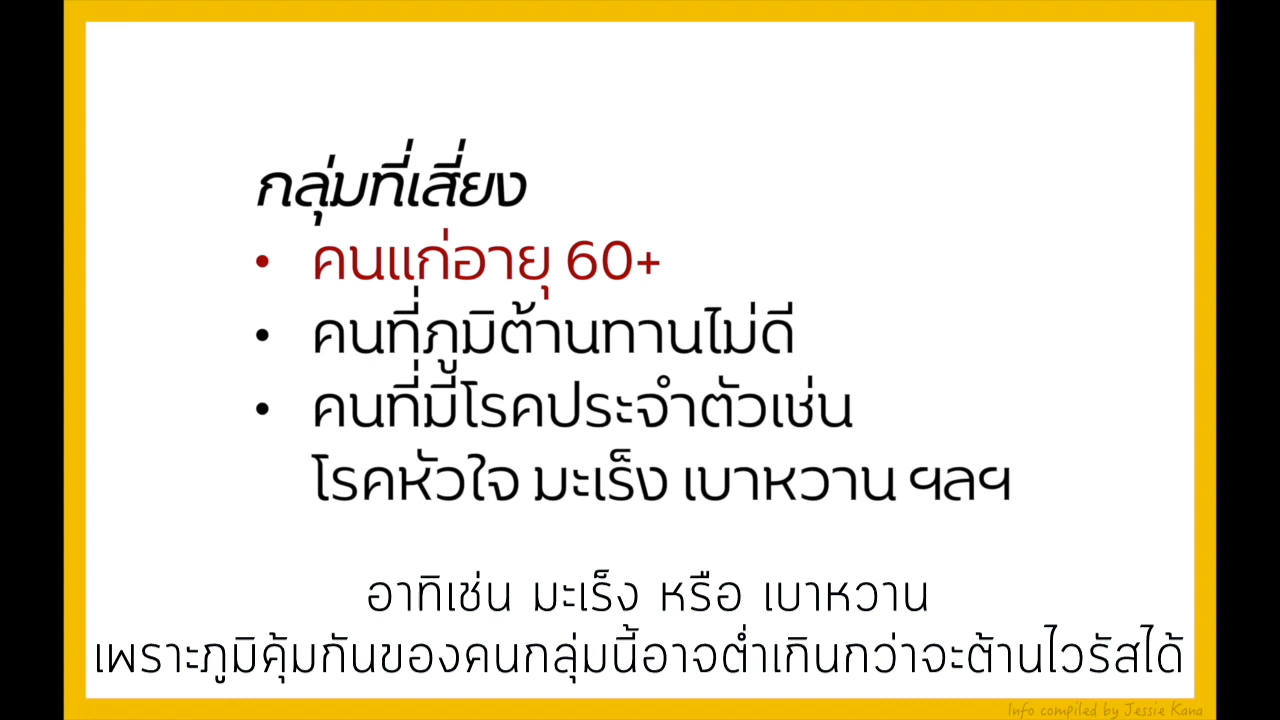 กลุ่มที่เสี่ยง
• คนแก่อายุ 60+
• คนที่ภูมิต้านทานไม่ดี
• คนที่มีโรคประจำตัวเช่น
โรคหัวใจ มะเร็ง เบาหวาน ฯลฯ
อาทิเช่น มะเร็ง หรือ เบาหวาน
เพราะภูมิคุ้มกันของคนกลุ่มนี้อาจต่ำเกินกว่าจะต้านไวรัสได้
Info compiled by Jessie Kana